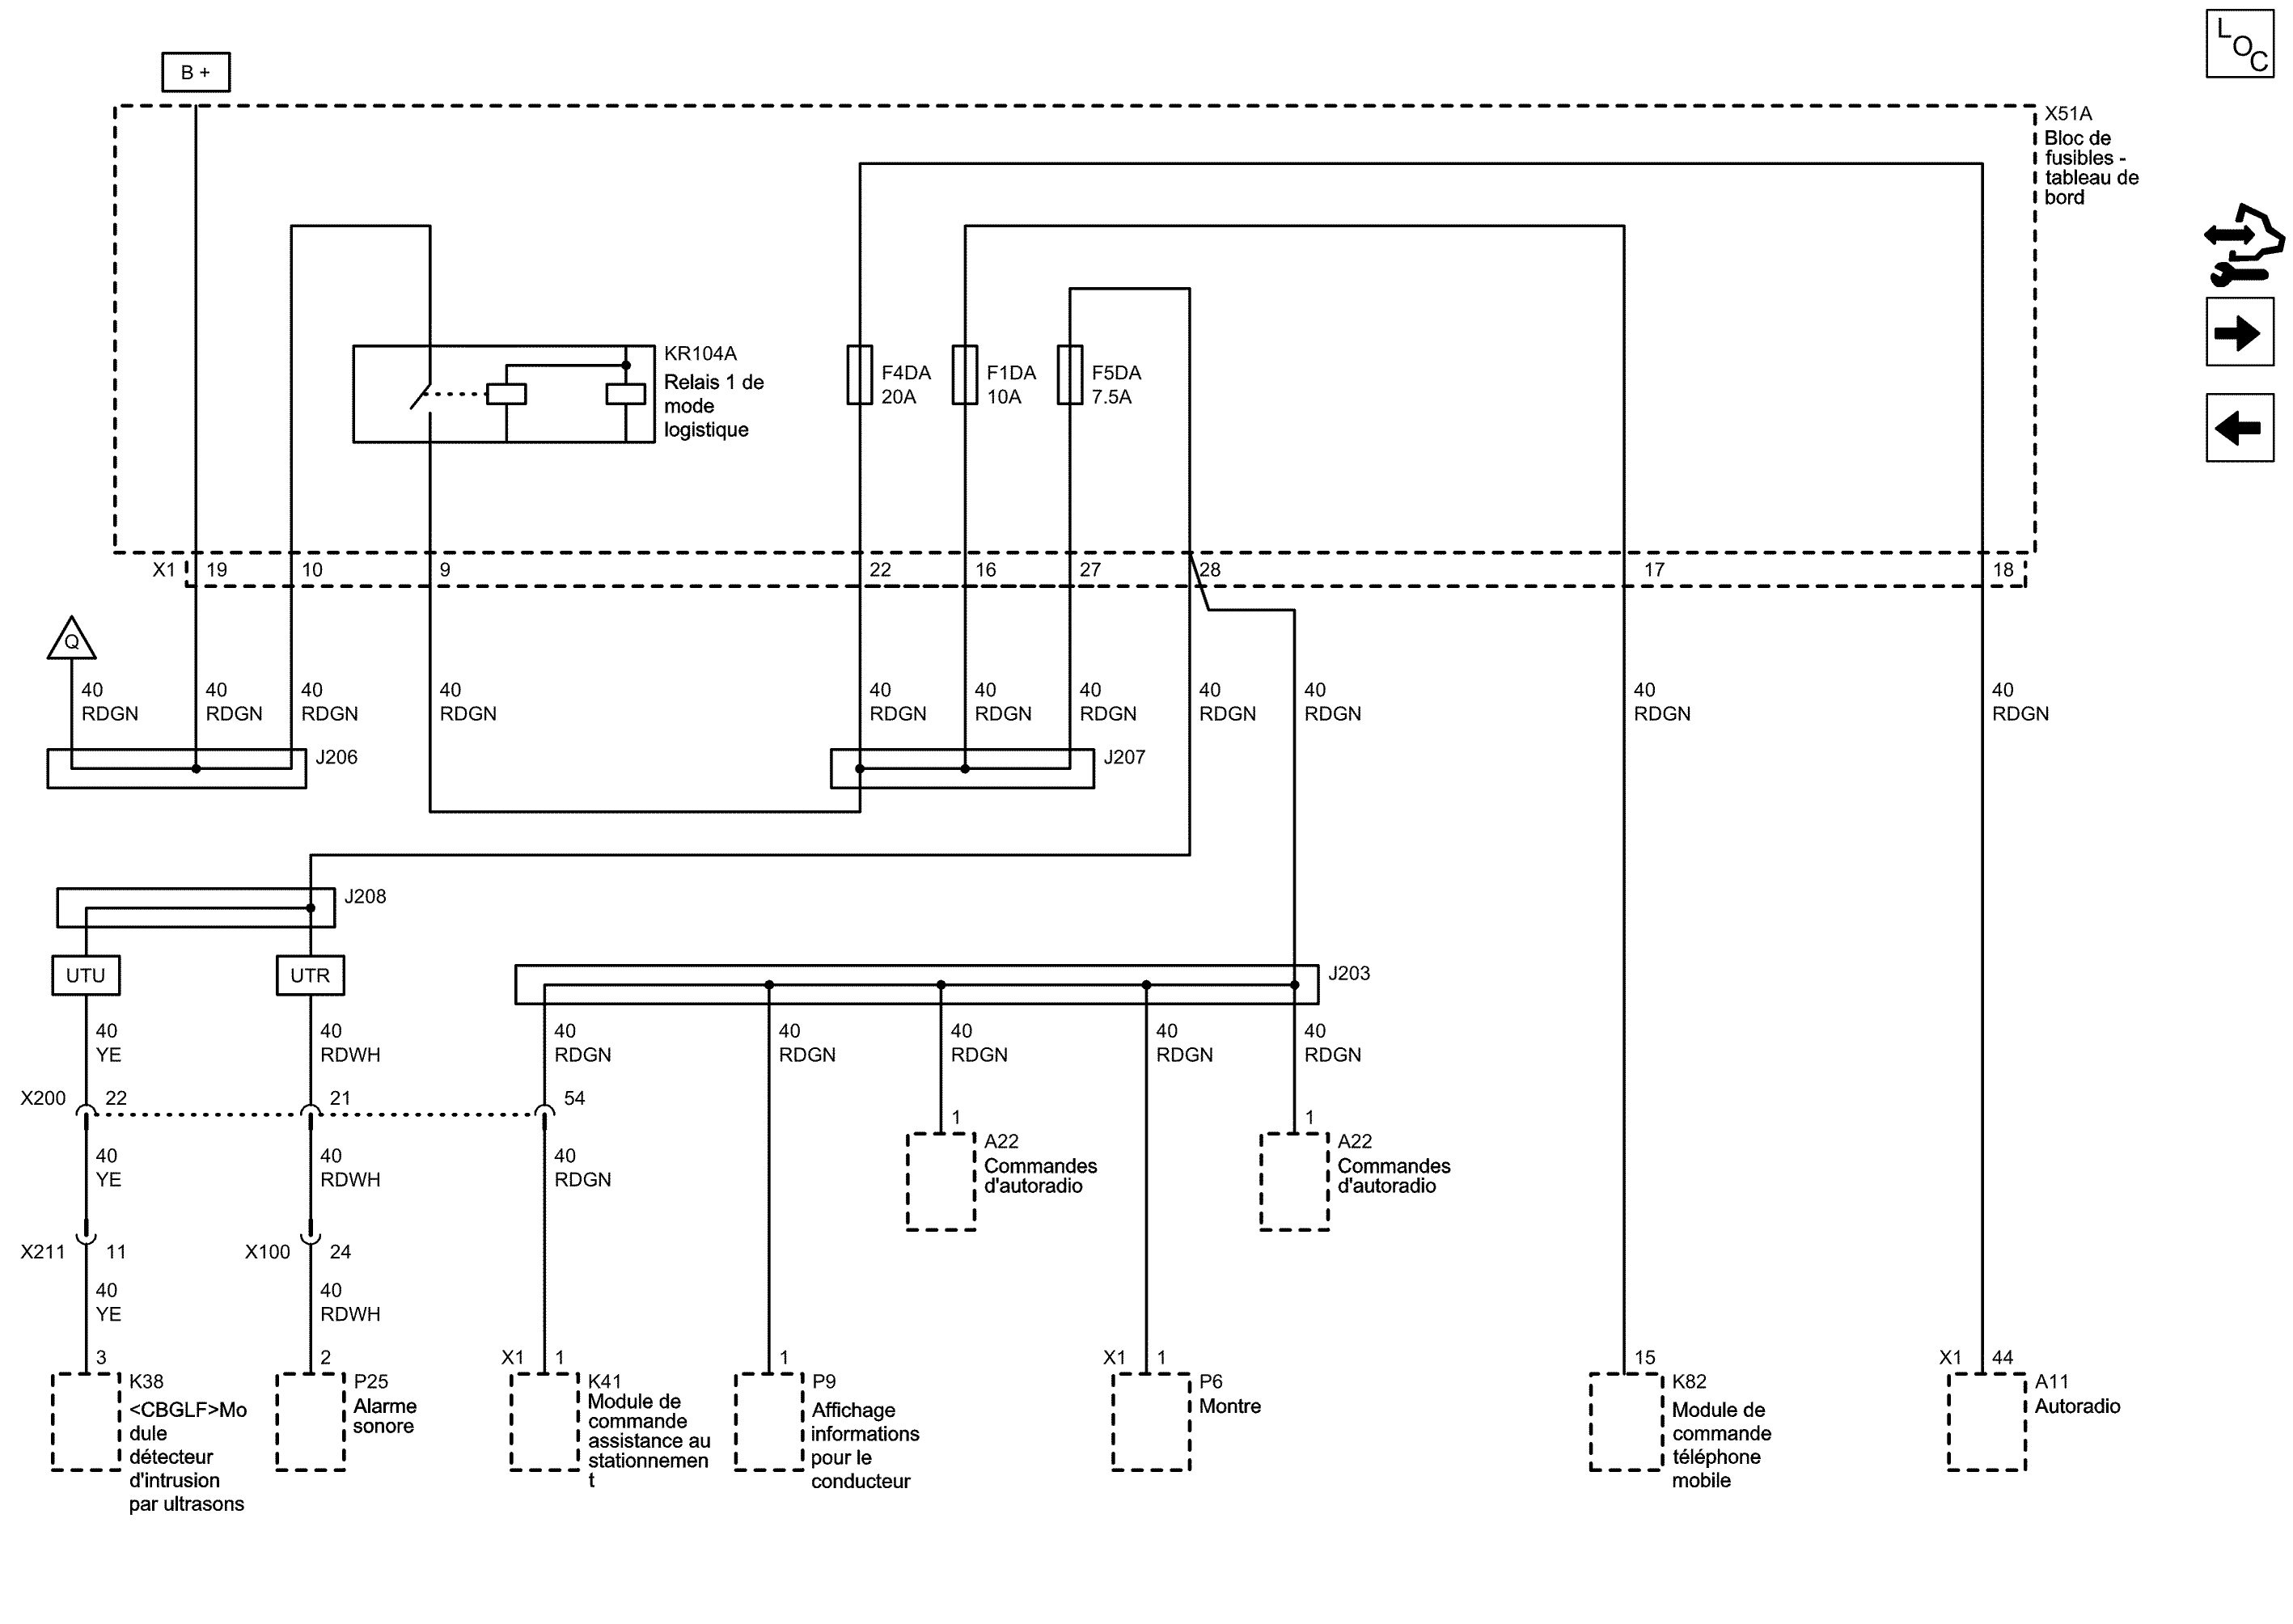 B +
L
O
C
X51A
Bloc de
fusibles -
tableau de
bord
KR104A
Relais 1 de
mode
logistique
F4DA
20A
F1DA
10A
F5DA
7.5A
X1 19 10 9 22 16 27 28 17 18
Q
40 40 40 40 40 40 40 40 40 40 40
RDGN RDGN RDGN RDGN RDGN RDGN RDGN RDGN RDGN RDGN RDGN
J206
J207
J208
UTU
UTR
J203
40 40 40 40 40 40 40
YE RDWH RDGN RDGN RDGN RDGN RDGN
X200 22 21 54
1 1
A22
Commandes
d'autoradio
A22
Commandes
d'autoradio
40 40 40
YE RDWH RDGN
X211 11 X100 24
40 40
YE RDWH
3 2 X1 1 1 X1 1 15 X1 44
K38
<CBGLF>Mo
dule
détecteur
d'intrusion
par ultrasons
P25
Alarme
sonore
K41
Module de
commande
assistance au
stationnemen
t
P9
Affichage
informations
pour le
conducteur
P6
Montre
K82
Module de
commande
téléphone
mobile
A11
Autoradio